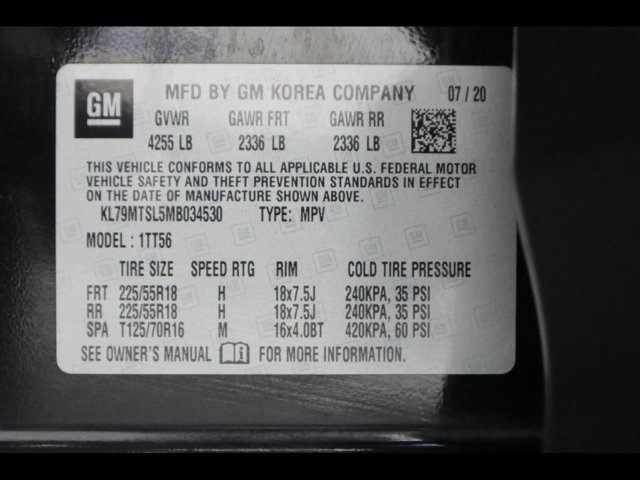 GM MFD BY GM KOREA COMPANY 07 / 20
GVWR GAWR FRT GAWR RR
4255 LB 2336 LB 2336 LB
THIS VEHICLE CONFORMS TO ALL APPLICABLE U.S. FEDERAL MOTOR
VEHICLE SAFETY AND THEFT PREVENTION STANDARDS IN EFFECT
ON THE DATE OF MANUFACTURE SHOWN ABOVE.
KL79MTSL5MB034530 TYPE: MPV
MODEL : 1TT56
TIRE SIZE SPEED RTG RIM COLD TIRE PRESSURE
FRT 225/55R18 H 18x7.5J 240KPA, 35 PSI
RR 225/55R18 H 18x7.5J 240KPA, 35 PSI
SPA T125/70R16 M 16x4.0BT 420KPA, 60 PSI
SEE OWNER'S MANUAL i FOR MORE INFORMATION.